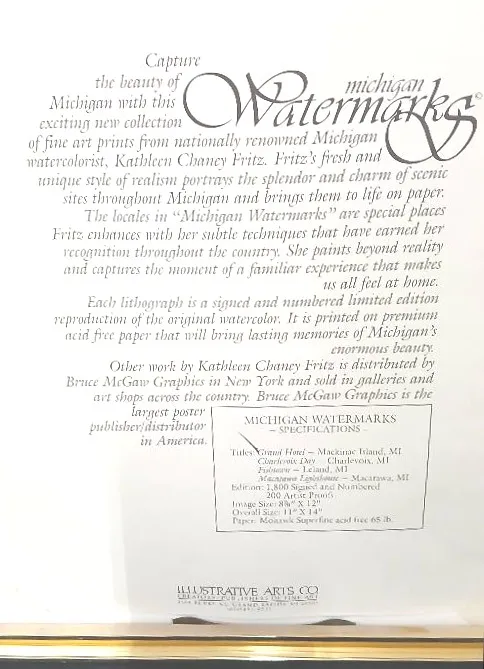 Capture
the beauty of
Michigan with this
exciting new collection
michigan
Watermarks©
of fine art prints from nationally renowned Michigan
watercolorist, Kathleen Chaney Fritz. Fritz's fresh and
unique style of realism portrays the splendor and charm of scenic
sites throughout Michigan and brings them to life on paper.
The locales in "Michigan Watermarks" are special places
Fritz enhances with her subtle techniques that have earned her
recognition throughout the country. She paints beyond reality
and captures the moment of a familiar experience that makes
us all feel at home.
Each lithograph is a signed and numbered limited edition
reproduction of the original watercolor. It is printed on premium
acid free paper that will bring lasting memories of Michigan's
enormous beauty.
Other work by Kathleen Chaney Fritz is distributed by
Bruce McGaw Graphics in New York and sold in galleries and
art shops across the country. Bruce McGaw Graphics is the
largest poster
publisher/distributor
in America.
MICHIGAN WATERMARKS
– SPECIFICATIONS –
Titles: Grand Hotel – Mackinac Island, MI
Charlevoix Day – Charlevoix, MI
Fishtown – Leland, MI
Macatawa Lighthouse – Macatawa, MI
Edition: 1,800 Signed and Numbered
200 Artist Proofs
Image Size: 8⅜" X 12"
Overall Size: 11" X 14"
Paper: Mohawk Superfine acid free 65 lb.
ILLUSTRATIVE ARTS CO
CREATORS · PUBLISHERS OF FINE ART